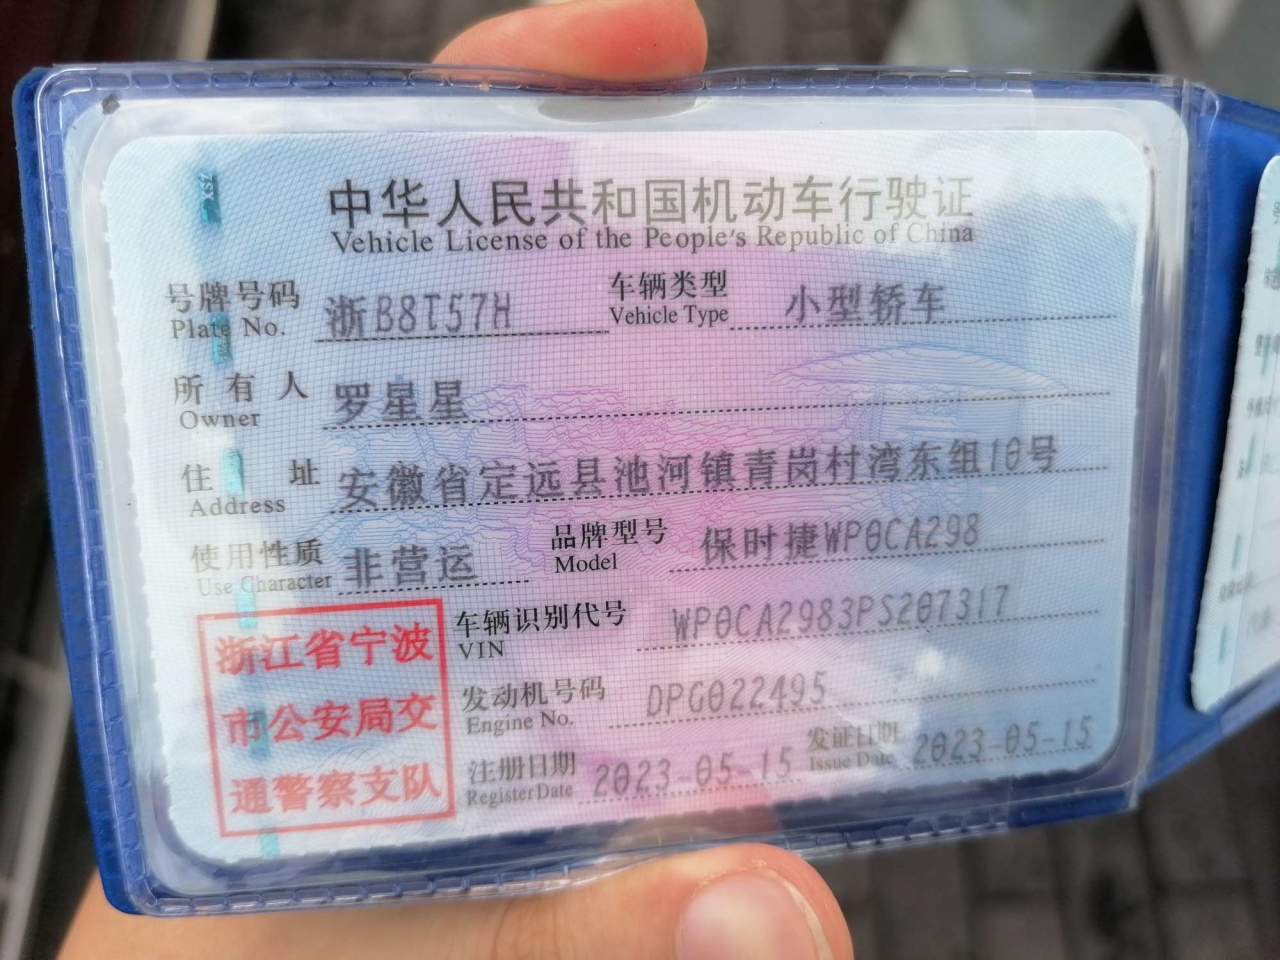 中华人民共和国机动车行驶证
Vehicle License of the People's Republic of China
号牌号码 浙B8T57H 车辆类型 小型轿车
Plate No. Vehicle Type
所有人 罗星星
Owner
住址 安徽省定远县池河镇青岗村湾东组10号
Address
使用性质 非营运 品牌型号 保时捷WP0CA298
Use Character Model
浙江省宁波
市公安局交
通警察支队
车辆识别代号 WP0CA2983PS207317
VIN
发动机号码 DPG022495
Engine No.
注册日期 2023-05-15 发证日期 2023-05-15
Register Date Issue Date
zsx